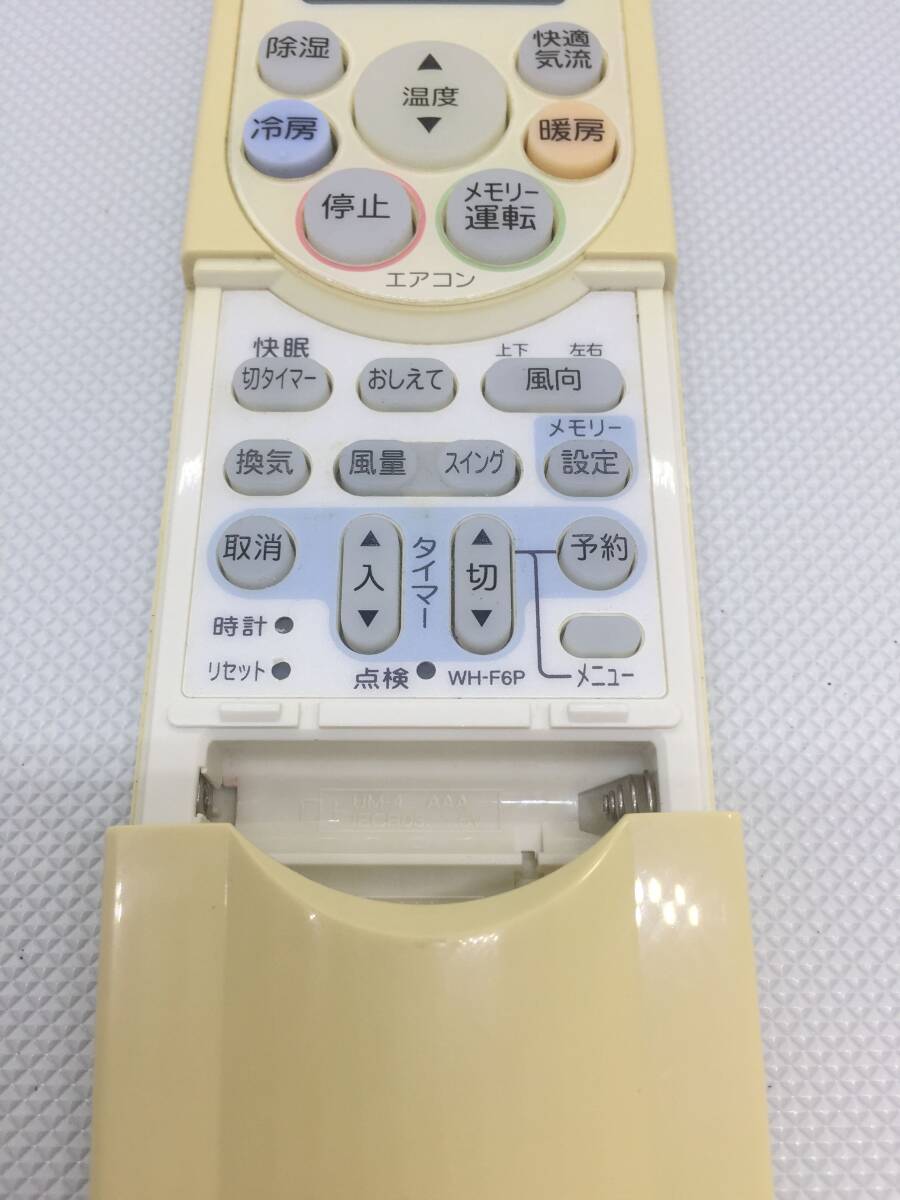 除湿
快適
気流
▲
温度
▼
冷房
暖房
停止
メモリー
運転
エアコン
快眠
切タイマー
おしえて
上下 左右
風向
メモリー
設定
換気
風量 スイング
取消
▲
入
▼
タイマー
▲
切
▼
予約
時計
リセット
点検
WH-F6P
メニュー
UM-4 AAA